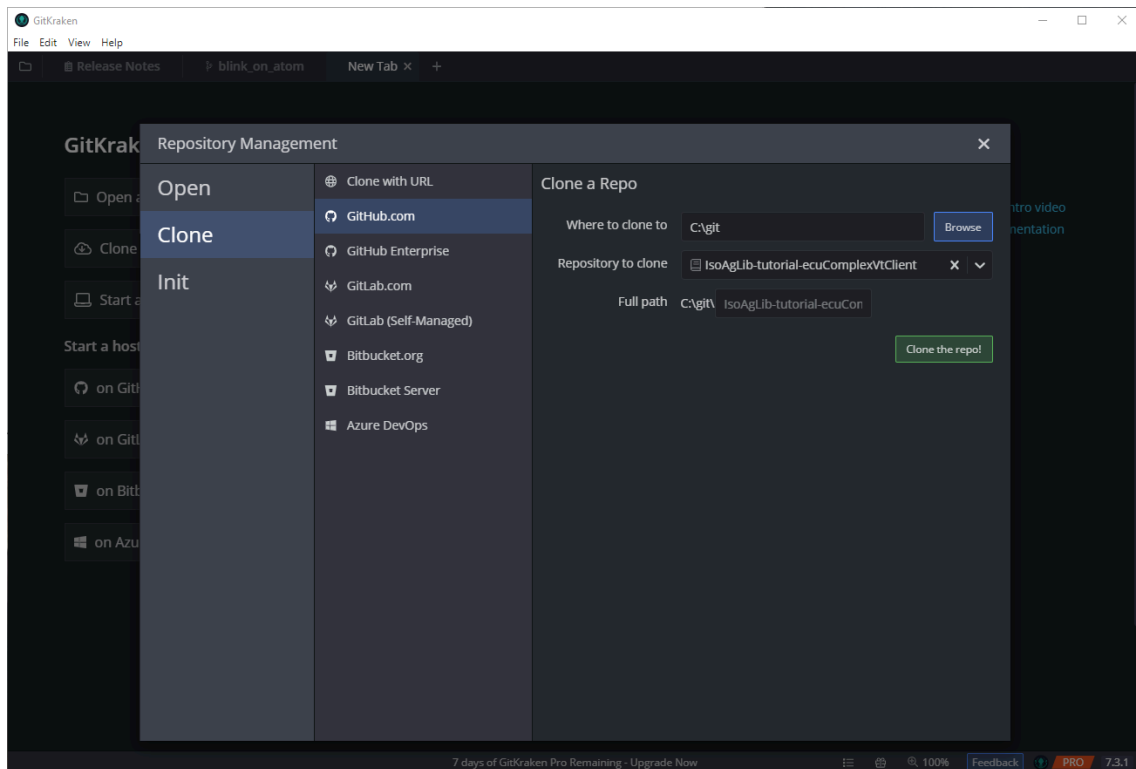 GitKraken
File Edit View Help
Release Notes blink_on_atom New Tab × +
GitKrak
Repository Management
Open
Clone
Init
Open a
Clone
Start a
Start a host
on GitH
on GitL
on Bitb
on Azu
Clone with URL
GitHub.com
GitHub Enterprise
GitLab.com
GitLab (Self-Managed)
Bitbucket.org
Bitbucket Server
Azure DevOps
Clone a Repo
Where to clone to C:\git Browse
Repository to clone IsoAgLib-tutorial-ecuComplexVtClient
Full path C:\git\ IsoAgLib-tutorial-ecuCon
Clone the repo!
ntro video
mentation
7 days of GitKraken Pro Remaining - Upgrade Now 100% Feedback PRO 7.3.1